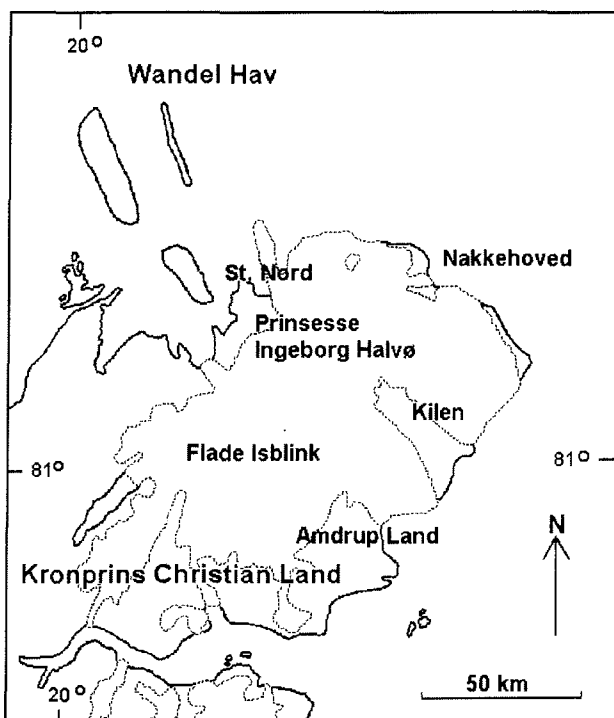 20°
Wandel Hav
St. Nord
Nakkehoved
Prinsesse
Ingeborg Halvø
Kilen
Flade Isblink
81°
81°
Amdrup Land
N
Kronprins Christian Land
20°
50 km